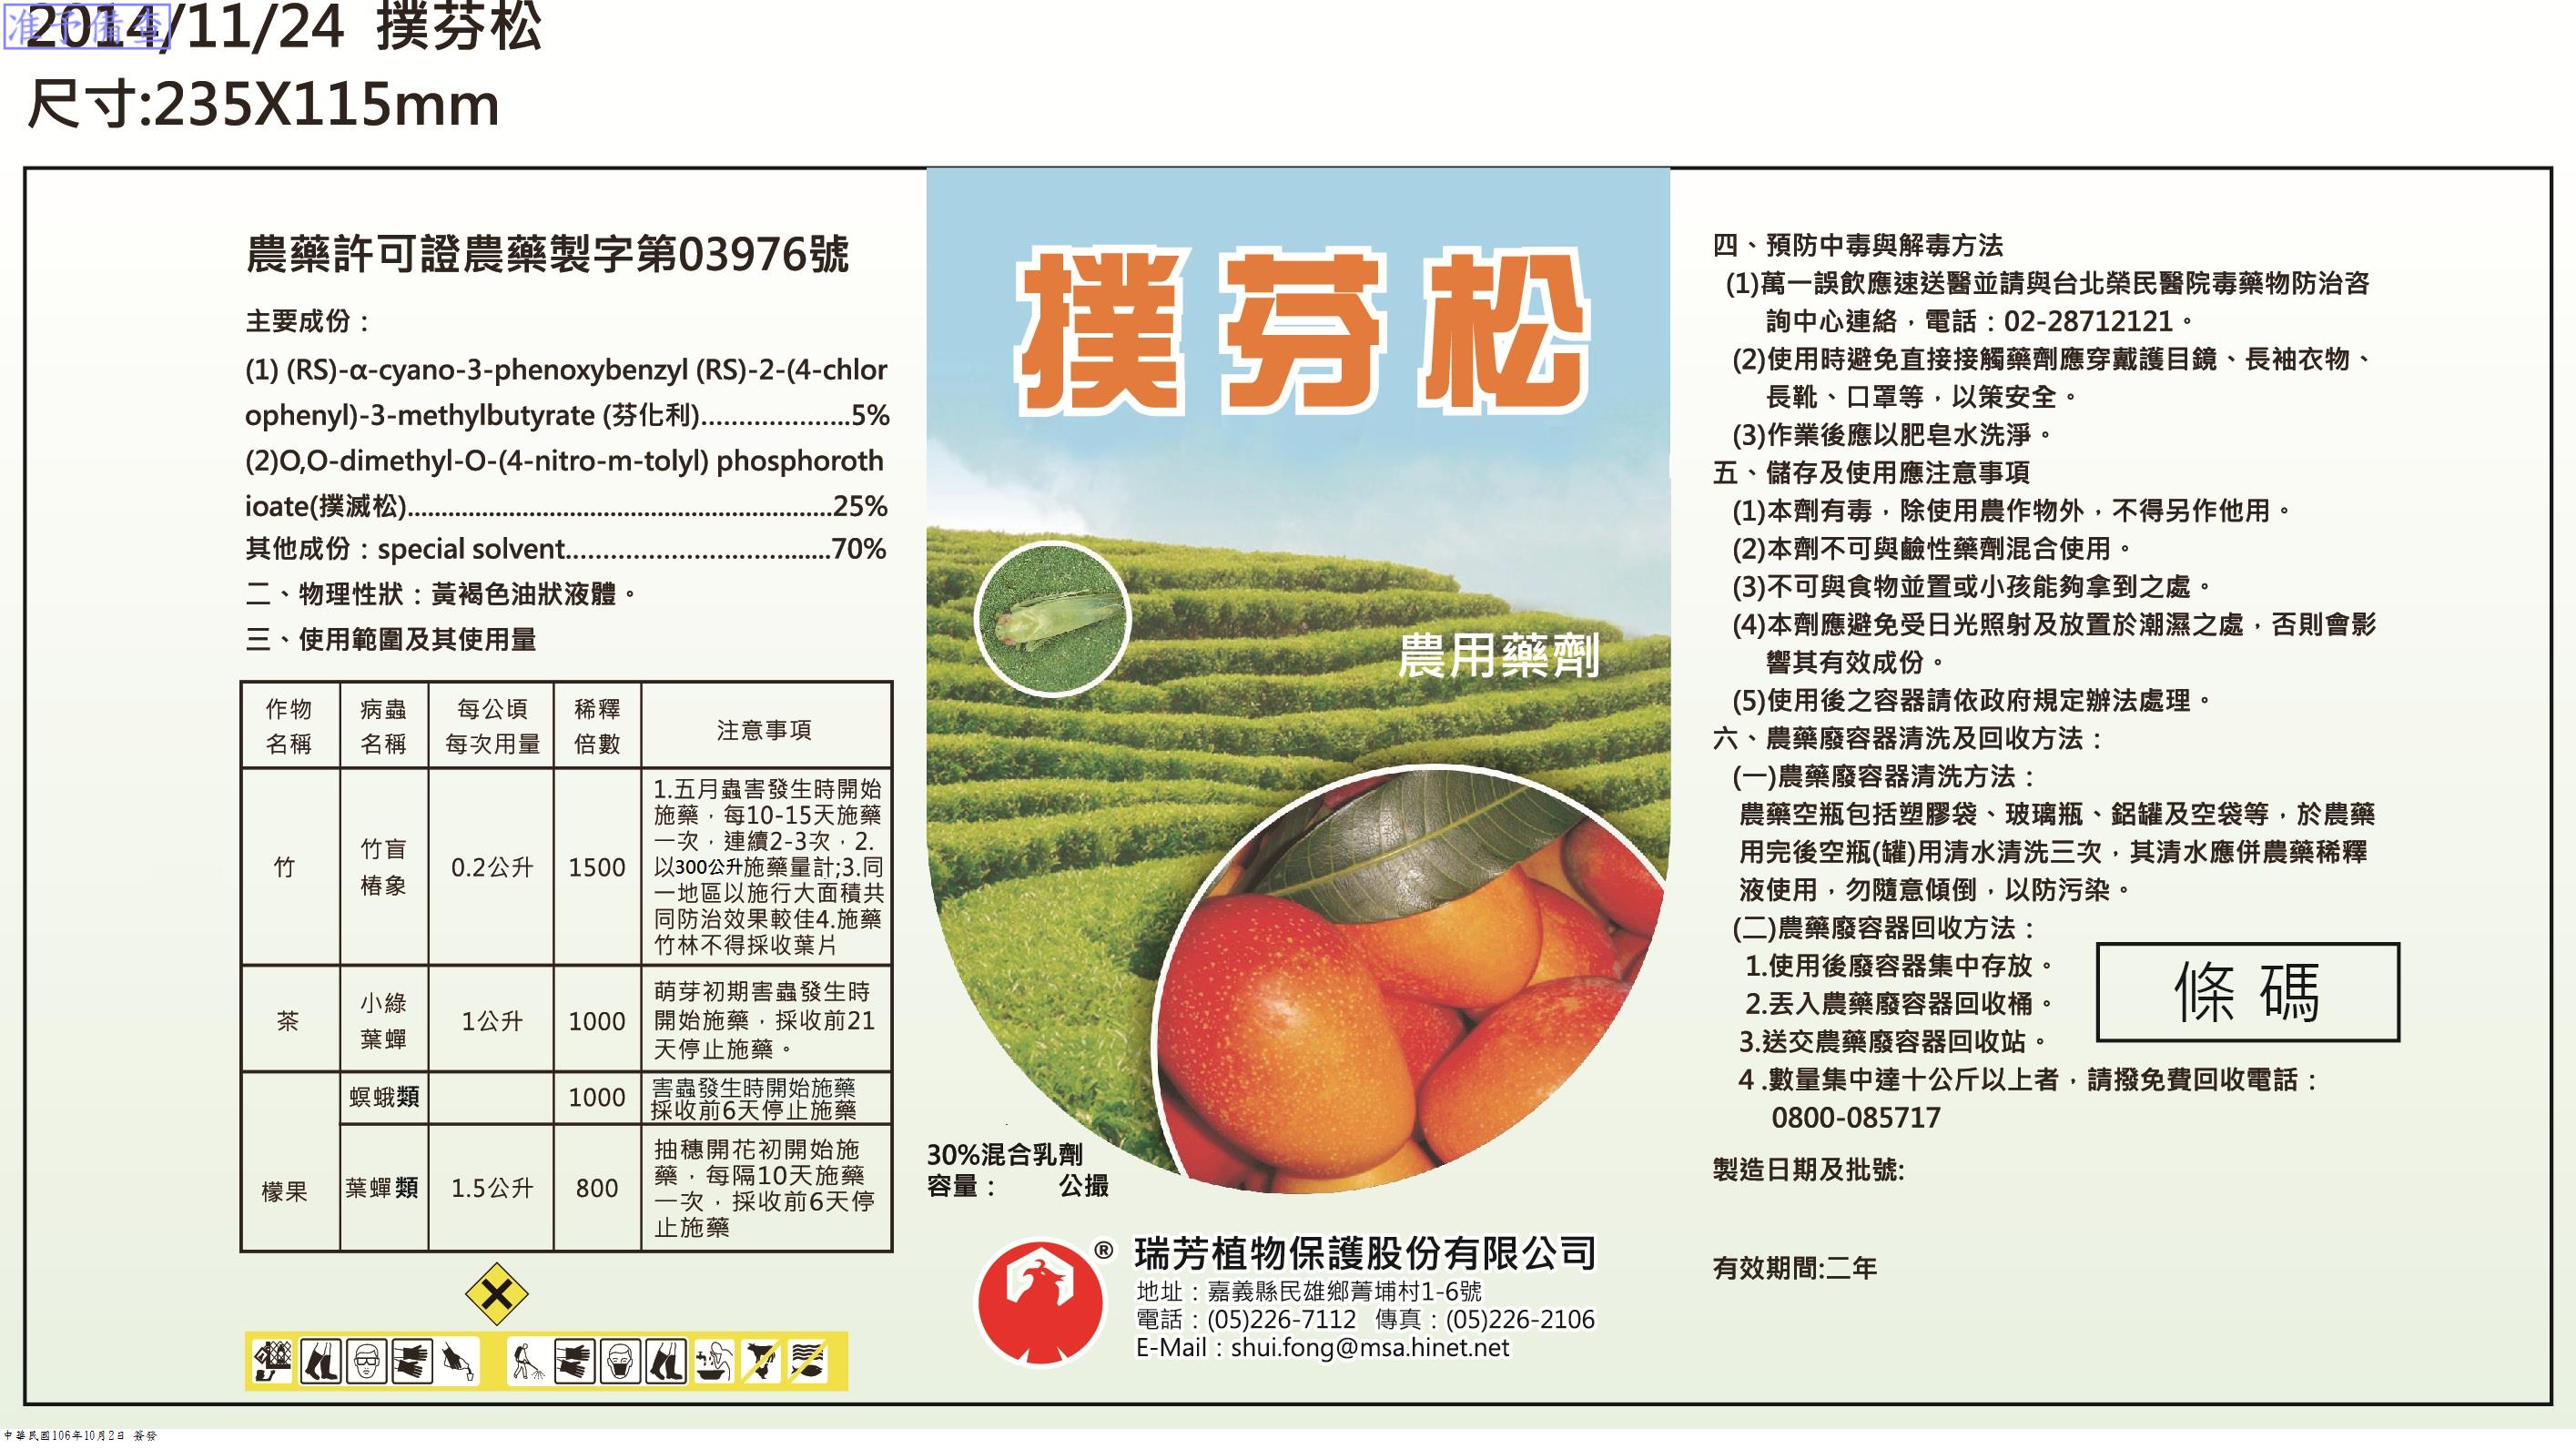 准予備查
2014/11/24 撲芬松
尺寸:235X115mm
農藥許可證農藥製字第03976號
主要成份：
(1) (RS)-α-cyano-3-phenoxybenzyl (RS)-2-(4-chlor
ophenyl)-3-methylbutyrate (芬化利)....................5%
(2)O,O-dimethyl-O-(4-nitro-m-tolyl) phosphoroth
ioate(撲滅松)...............................................................25%
其他成份：special solvent...................................70%
二、物理性狀：黃褐色油狀液體。
三、使用範圍及其使用量
作物名稱 病蟲名稱 每公頃每次用量 稀釋倍數 注意事項
竹 竹盲椿象 0.2公升 1500
1.五月蟲害發生時開始
施藥，每10-15天施藥
一次，連續2-3次，2.
以300公升施藥量計;3.同
一地區以施行大面積共
同防治效果較佳4.施藥
竹林不得採收葉片
茶 小綠葉蟬 1公升 1000
萌芽初期害蟲發生時
開始施藥，採收前21
天停止施藥。
檬果
螟蛾類 1000
害蟲發生時開始施藥
採收前6天停止施藥
葉蟬類 1.5公升 800
抽穗開花初開始施
藥，每隔10天施藥
一次，採收前6天停
止施藥
撲芬松
農用藥劑
30%混合乳劑
容量： 公撮
®
瑞芳植物保護股份有限公司
地址：嘉義縣民雄鄉菁埔村1-6號
電話：(05)226-7112 傳真：(05)226-2106
E-Mail：shui.fong@msa.hinet.net
四、預防中毒與解毒方法
(1)萬一誤飲應速送醫並請與台北榮民醫院毒藥物防治咨
詢中心連絡，電話：02-28712121。
(2)使用時避免直接接觸藥劑應穿戴護目鏡、長袖衣物、
長靴、口罩等，以策安全。
(3)作業後應以肥皂水洗淨。
五、儲存及使用應注意事項
(1)本劑有毒，除使用農作物外，不得另作他用。
(2)本劑不可與鹼性藥劑混合使用。
(3)不可與食物並置或小孩能夠拿到之處。
(4)本劑應避免受日光照射及放置於潮濕之處，否則會影
響其有效成份。
(5)使用後之容器請依政府規定辦法處理。
六、農藥廢容器清洗及回收方法：
(一)農藥廢容器清洗方法：
農藥空瓶包括塑膠袋、玻璃瓶、鋁罐及空袋等，於農藥
用完後空瓶(罐)用清水清洗三次，其清水應併農藥稀釋
液使用，勿隨意傾倒，以防污染。
(二)農藥廢容器回收方法：
1.使用後廢容器集中存放。
2.丟入農藥廢容器回收桶。
3.送交農藥廢容器回收站。
4.數量集中達十公斤以上者，請撥免費回收電話：
0800-085717
條碼
製造日期及批號:
有效期間:二年
中華民國106年10月2日 簽發